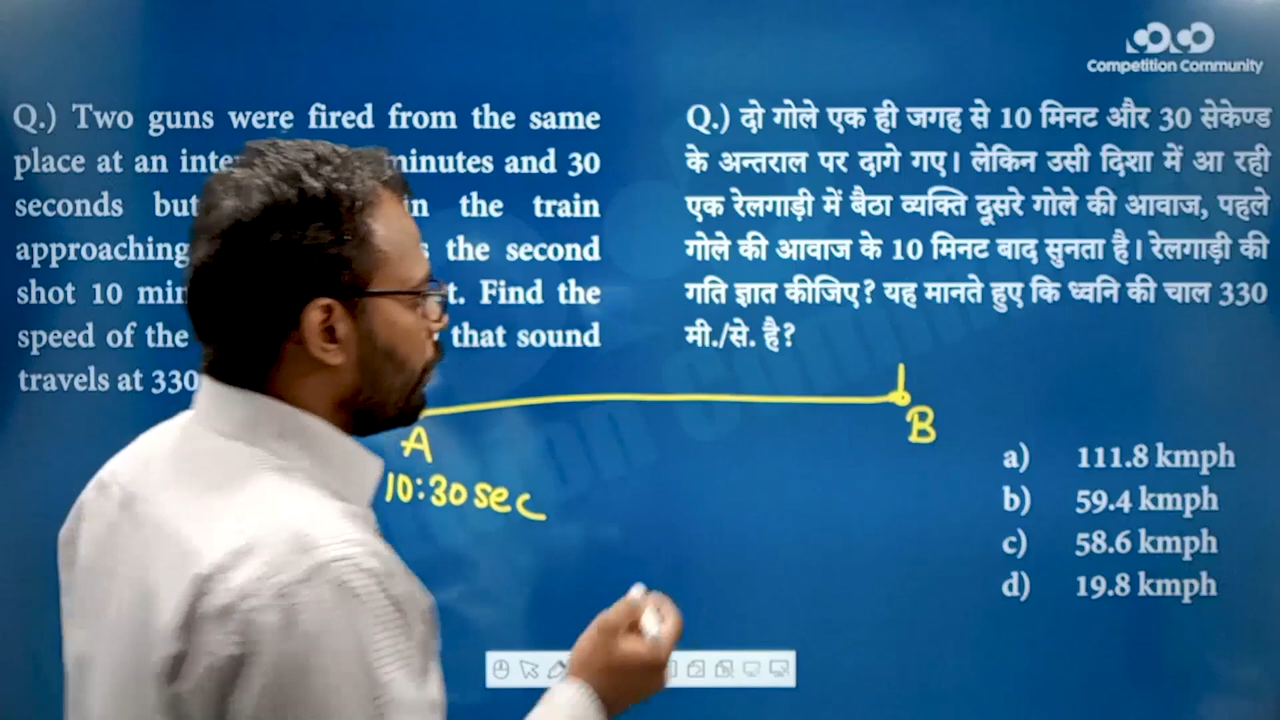 Competition Community
Q.) Two guns were fired from the same
place at an minutes and 30
seconds but in the train
approaching the second
shot 10 Find the
speed of the that sound
travels at 330
Q.) दो गोले एक ही जगह से 10 मिनट और 30 सेकेण्ड
के अन्तराल पर दागे गए। लेकिन उसी दिशा में आ रही
एक रेलगाड़ी में बैठा व्यक्ति दूसरे गोले की आवाज, पहले
गोले की आवाज के 10 मिनट बाद सुनता है। रेलगाड़ी की
गति ज्ञात कीजिए? यह मानते हुए कि ध्वनि की चाल 330
मी./से. है?
A
B
10:30 sec
a) 111.8 kmph
b) 59.4 kmph
c) 58.6 kmph
d) 19.8 kmph